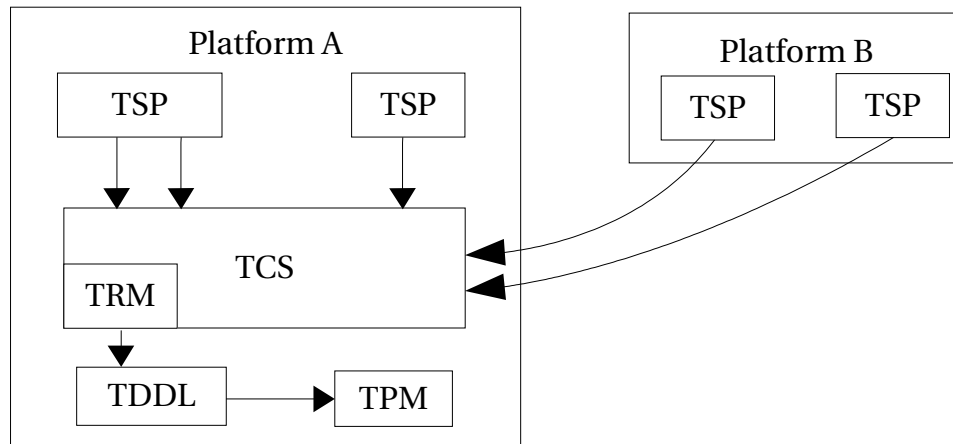 Platform A
TSP
TSP
TCS
TRM
TDDL
TPM
Platform B
TSP
TSP